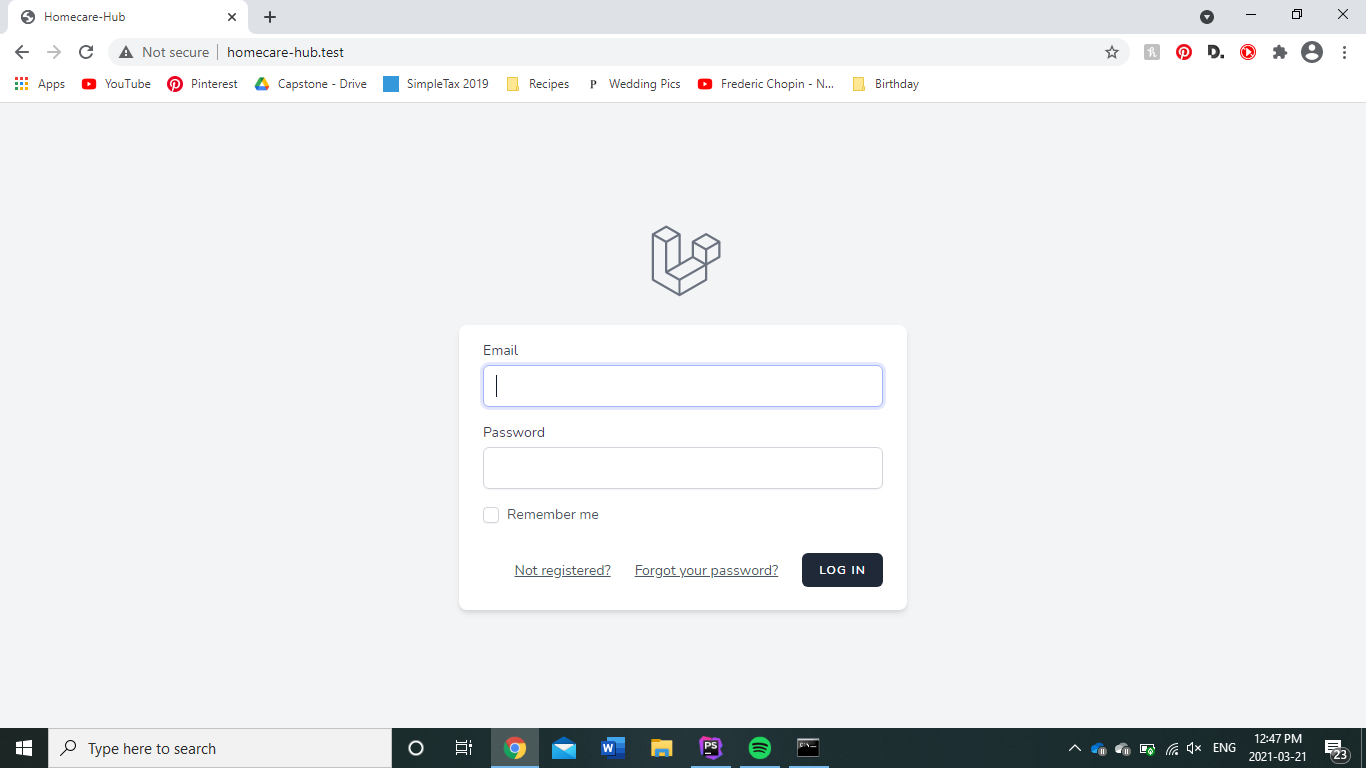 Homecare-Hub
Not secure homecare-hub.test
Apps YouTube Pinterest Capstone - Drive SimpleTax 2019 Recipes P Wedding Pics Frederic Chopin - N... Birthday
Email
Password
Remember me
Not registered? Forgot your password? LOG IN
Type here to search
W PS ENG 12:47 PM
2021-03-21 23